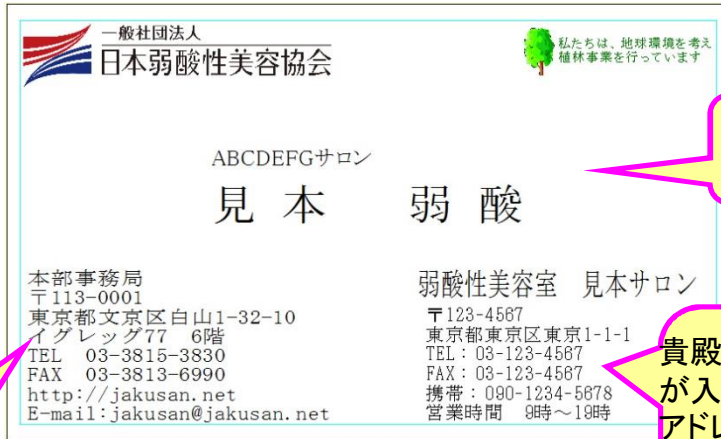 一般社団法人
日本弱酸性美容協会
私たちは、地球環境を考え
植林事業を行っています
ABCDEFGサロン
見本 弱酸
本部事務局
〒113-0001
東京都文京区白山1-32-10
イグレッグ77 6階
TEL 03-3815-3830
FAX 03-3813-6990
http://jakusan.net
E-mail:jakusan@jakusan.net
弱酸性美容室 見本サロン
〒123-4567
東京都東京区東京1-1-1
TEL:03-123-4567
FAX:03-123-4567
携帯:090-1234-5678
営業時間 9時～19時
貴殿
が入
アドレ